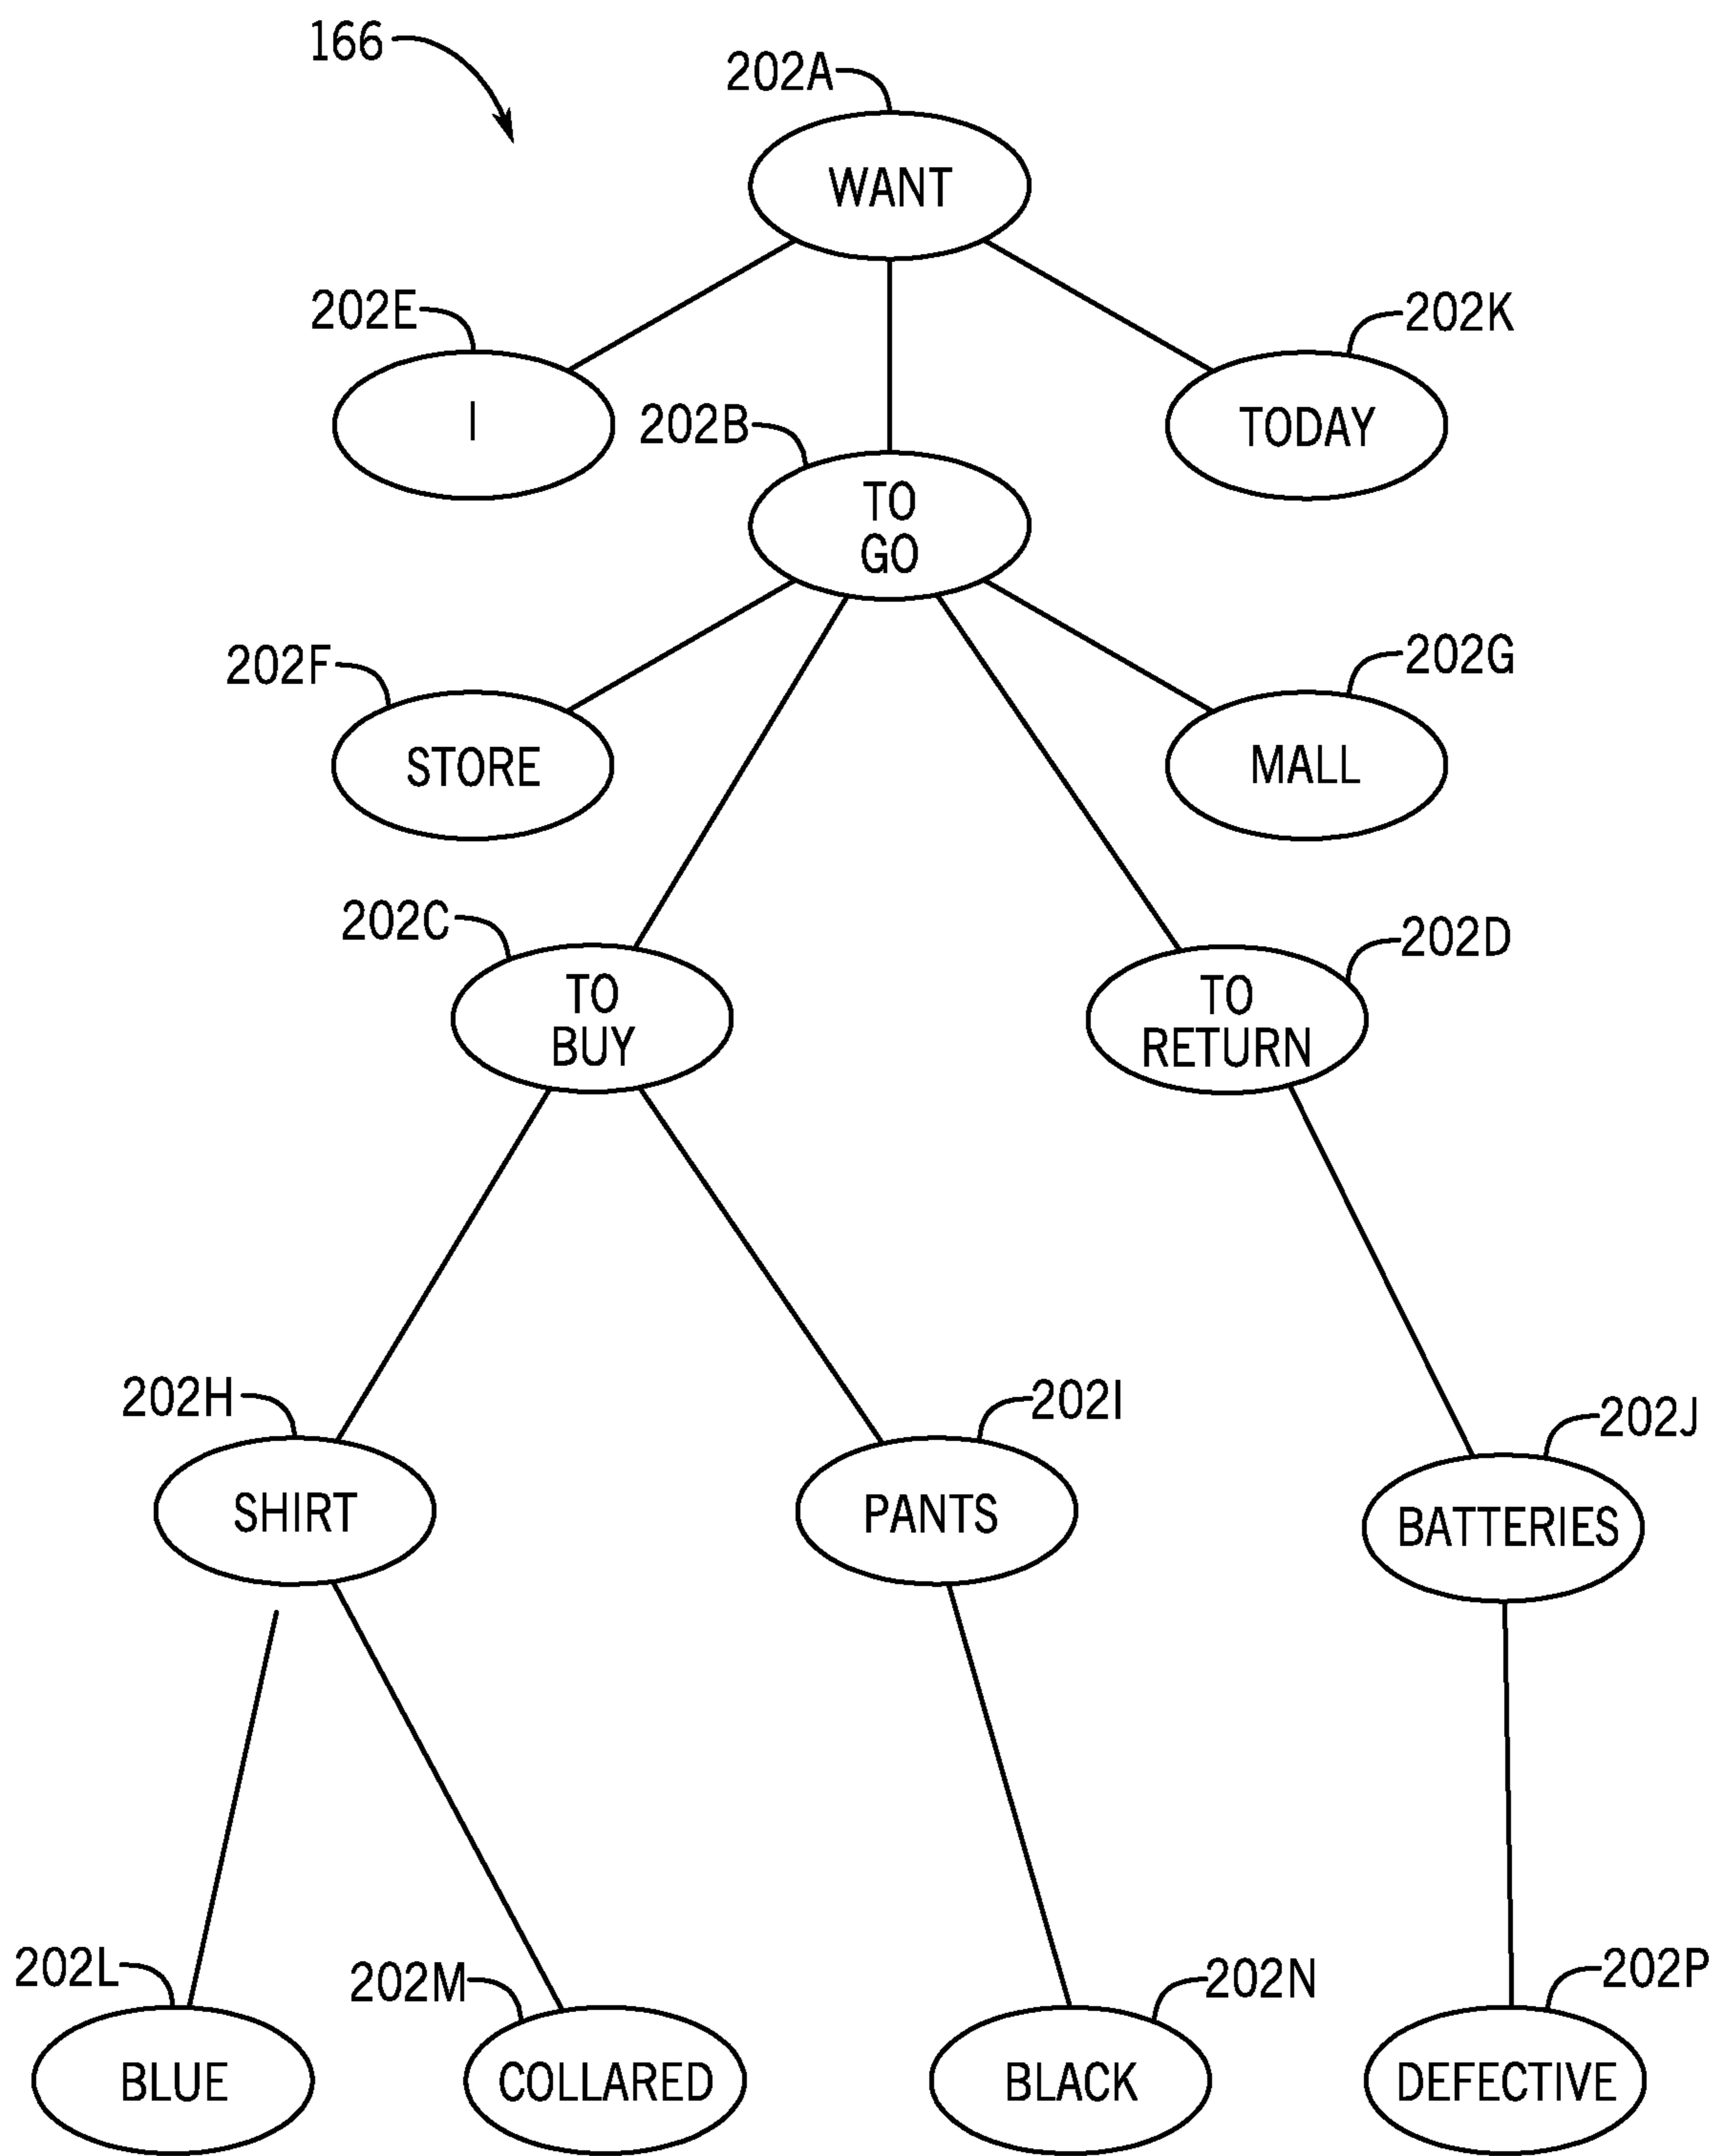 166
202A
WANT
202E
202K
I
202B
TODAY
TO
GO
202F
202G
STORE
MALL
202C
202D
TO
BUY
TO
RETURN
202H
202I
202J
SHIRT
PANTS
BATTERIES
202L
202M
202N
202P
BLUE
COLLARED
BLACK
DEFECTIVE